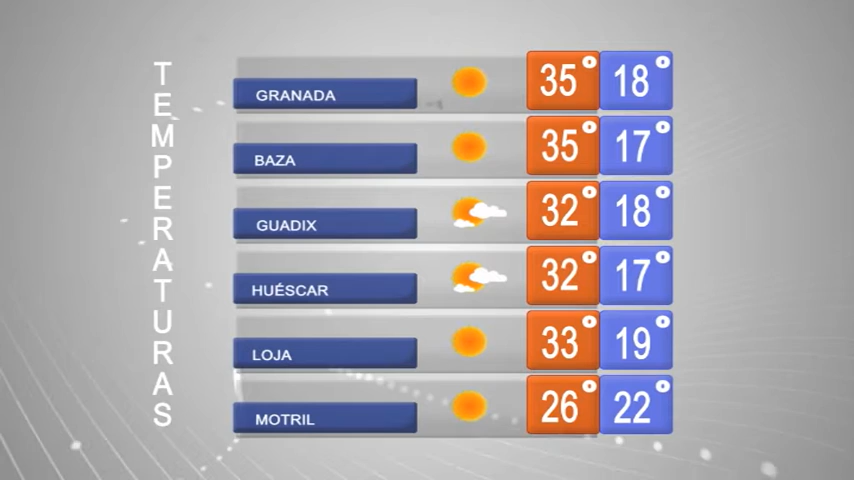 TEMPERATURAS
GRANADA 35° 18°
BAZA 35° 17°
GUADIX 32° 18°
HUÉSCAR 32° 17°
LOJA 33° 19°
MOTRIL 26° 22°